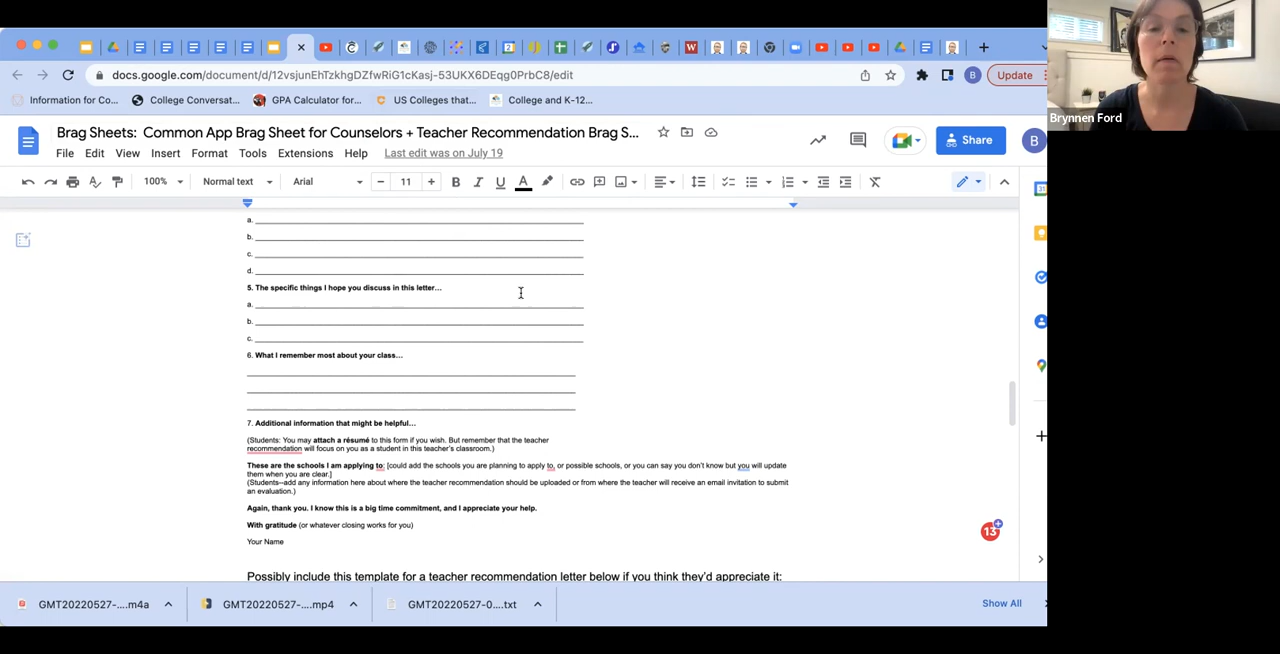 docs.google.com/document/d/12vsjunEhTzkhgDZfwRiG1cKasj-53UKX6DEqg0PrbC8/edit
Update
Information for Co...
College Conversat...
GPA Calculator for...
US Colleges that...
College and K-12...
Brynnen Ford
Brag Sheets: Common App Brag Sheet for Counselors + Teacher Recommendation Brag S...
Share
B
File Edit View Insert Format Tools Extensions Help Last edit was on July 19
100% Normal text Arial 11
a.
b.
c.
d.
5. The specific things I hope you discuss in this letter...
a.
b.
c.
6. What I remember most about your class...
7. Additional information that might be helpful...
(Students: You may attach a résumé to this form if you wish. But remember that the teacher
recommendation will focus on you as a student in this teacher's classroom.)
These are the schools I am applying to: [could add the schools you are planning to apply to, or possible schools, or you can say you don't know but you will update
them when you are clear.]
(Students--add any information here about where the teacher recommendation should be uploaded or from where the teacher will receive an email invitation to submit
an evaluation.)
Again, thank you. I know this is a big time commitment, and I appreciate your help.
With gratitude (or whatever closing works for you)
13
Your Name
Possibly include this template for a teacher recommendation letter below if you think they'd appreciate it:
GMT20220527-....m4a
GMT20220527-....mp4
GMT20220527-0....txt
Show All